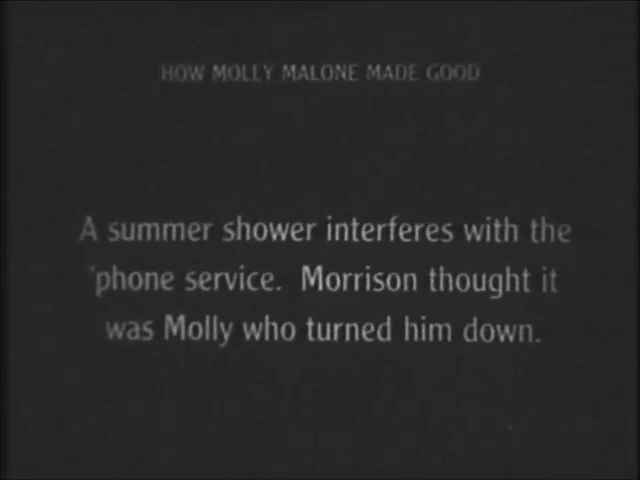 HOW MOLLY MALONE MADE GOOD
A summer shower interferes with the
'phone service. Morrison thought it
was Molly who turned him down.